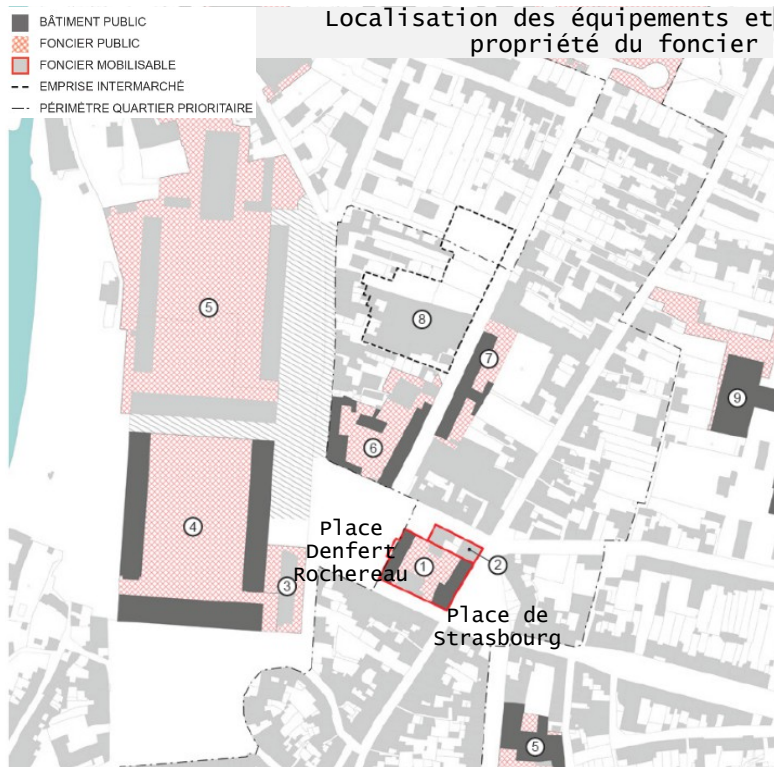 Localisation des équipements et
propriété du foncier
BÂTIMENT PUBLIC
FONCIER PUBLIC
FONCIER MOBILISABLE
EMPRISE INTERMARCHÉ
PÉRIMÈTRE QUARTIER PRIORITAIRE
5
8
7
9
6
4
Place
Denfert
Rochereau
3
1
2
Place de
Strasbourg
5